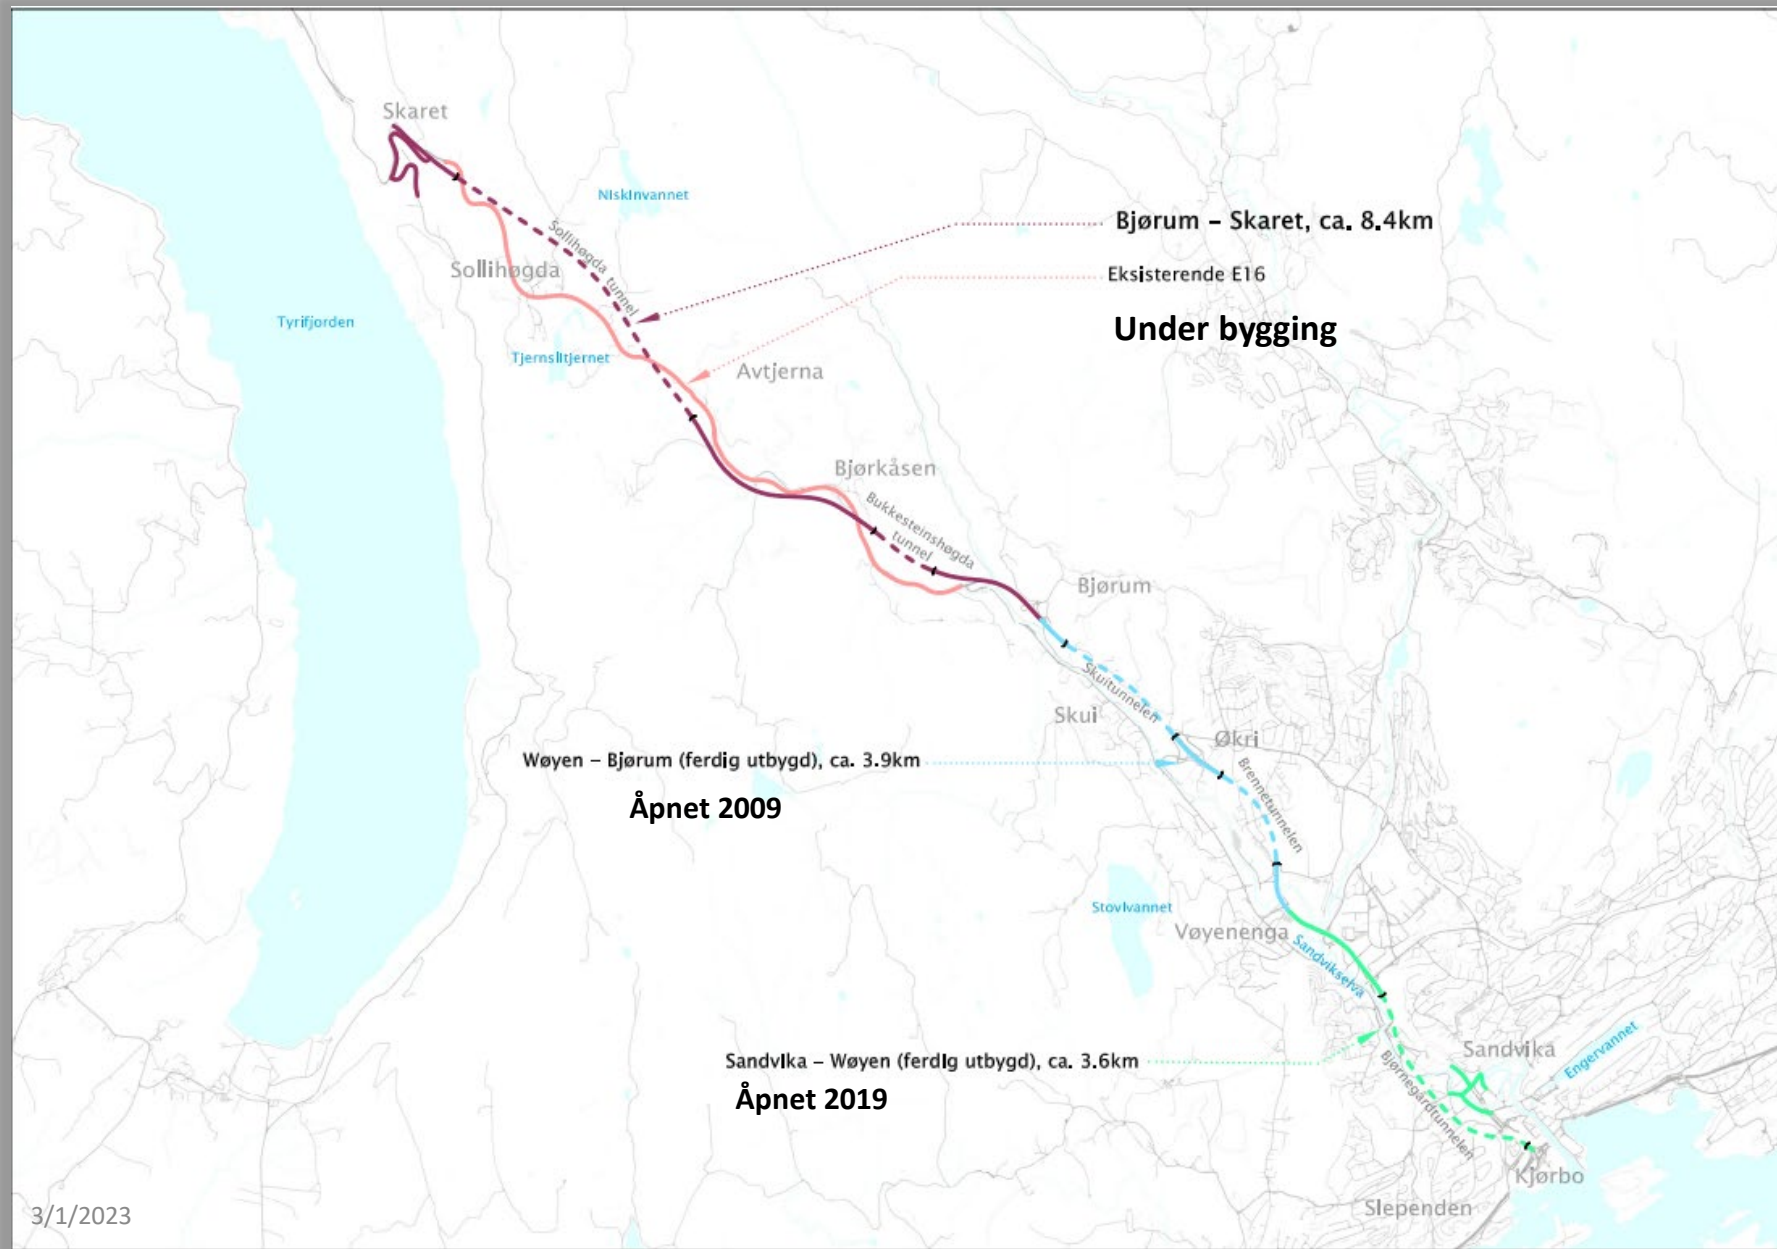 Skaret
Niskinvannet
Bjørum – Skaret, ca. 8.4km
Sollihøgda tunnel
Sollihøgda
Eksisterende E16
Tyrifjorden
Under bygging
Tjernslitjernet
Avtjerna
Bjørkåsen
Bukkesteinshøgda
tunnel
Bjørum
Skuitunnelen
Skui
Økri
Wøyen – Bjørum (ferdig utbygd), ca. 3.9km
Brennetunnelen
Åpnet 2009
Stovivannet
Vøyenenga
Sandvikselva
Sandvika
Engervannet
Sandvika – Wøyen (ferdig utbygd), ca. 3.6km
Bjørnegårdtunnelen
Åpnet 2019
Kjørbo
Slependen
3/1/2023